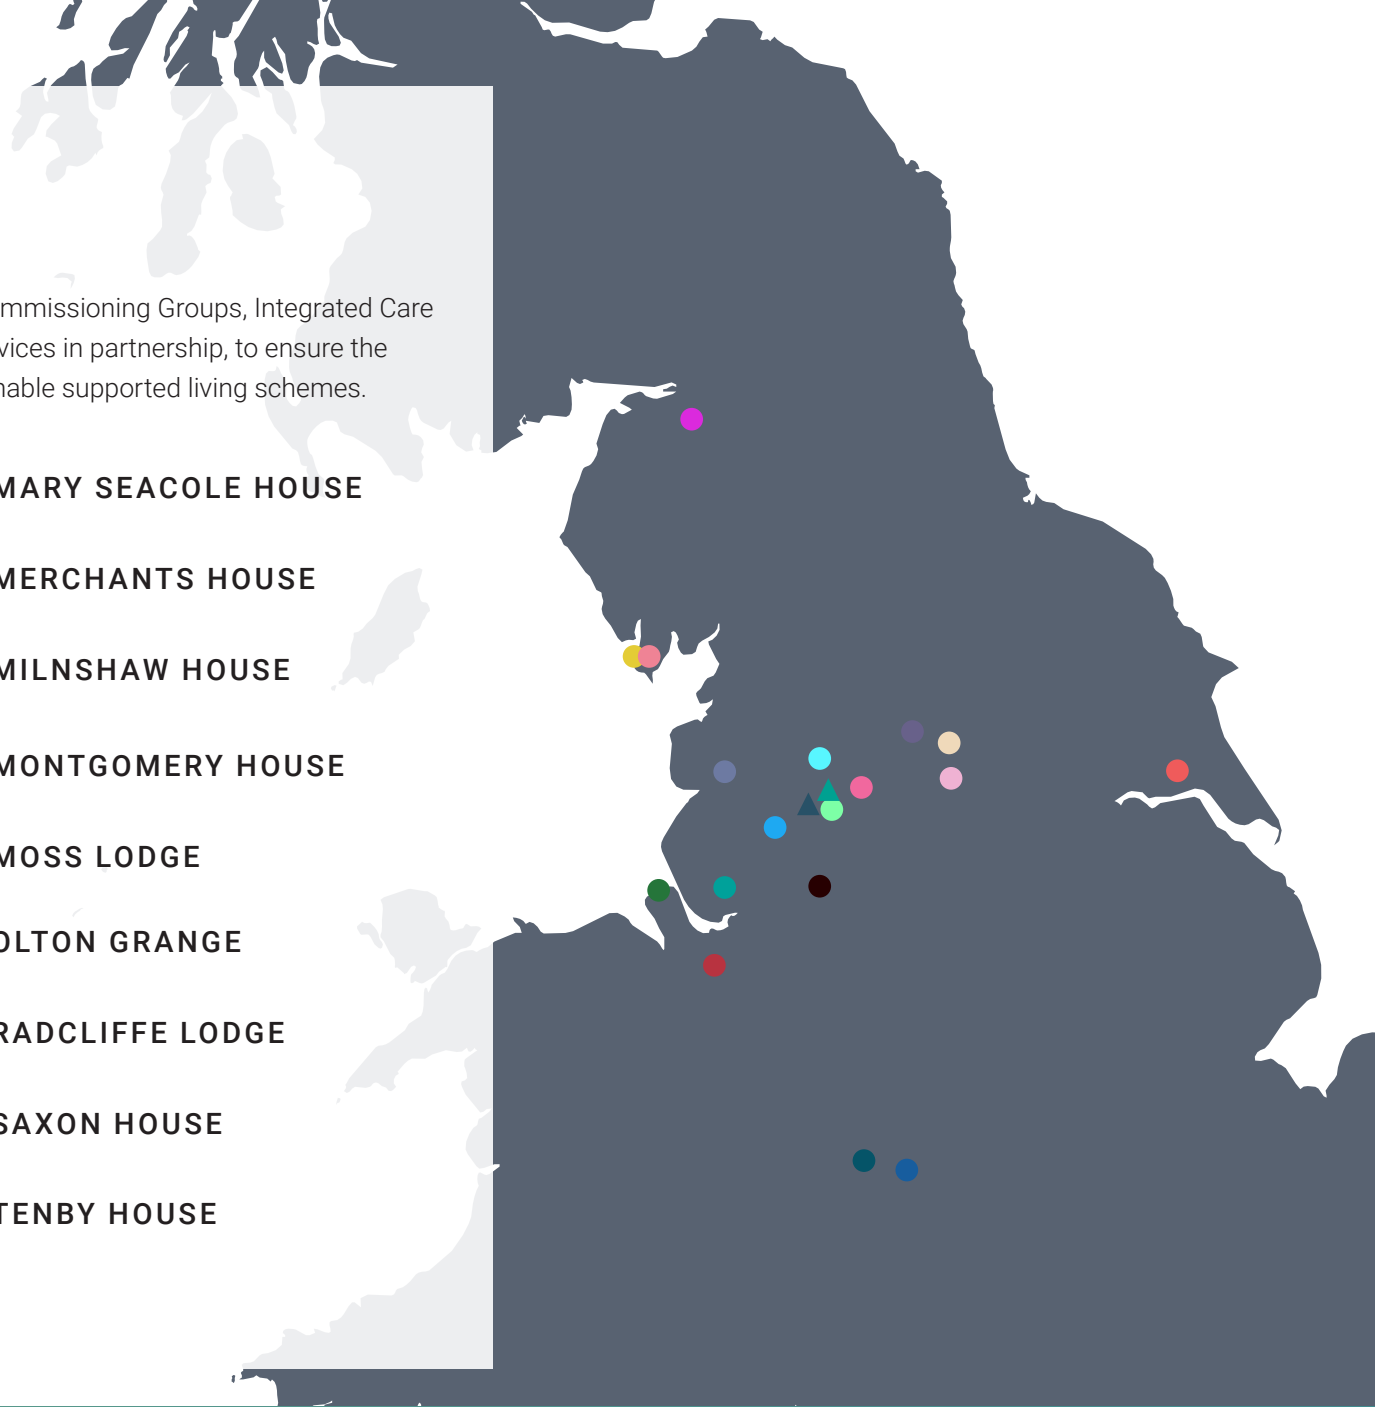 mmissioning Groups, Integrated Care
vices in partnership, to ensure the
nable supported living schemes.
MARY SEACOLE HOUSE
MERCHANTS HOUSE
MILNSHAW HOUSE
MONTGOMERY HOUSE
MOSS LODGE
OLTON GRANGE
RADCLIFFE LODGE
SAXON HOUSE
TENBY HOUSE